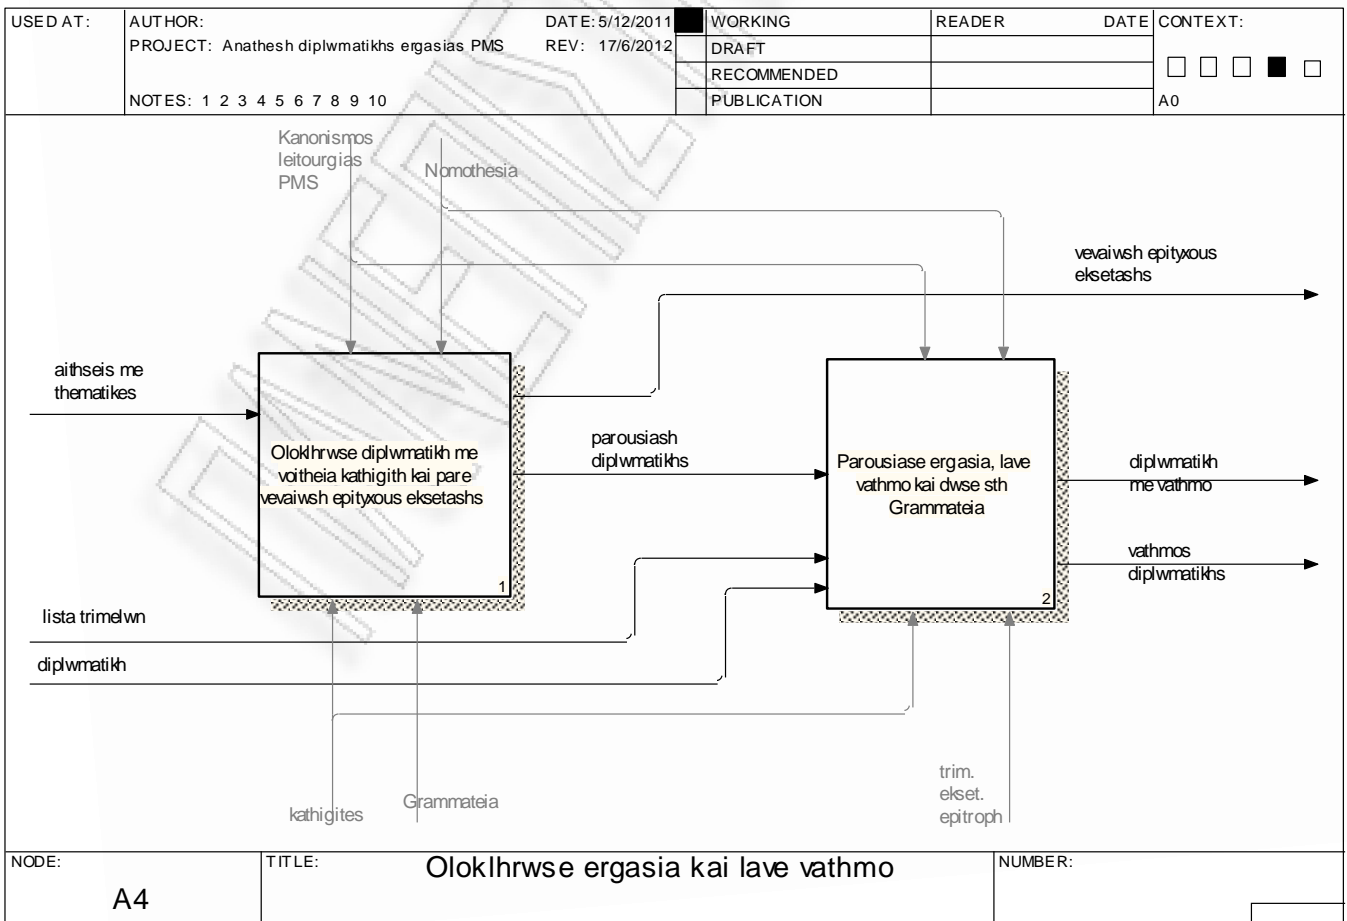 USED AT:
AUTHOR:
DATE: 5/12/2011
PROJECT: Anathesh diplwmatikhs ergasias PMS
REV: 17/6/2012
NOTES: 1 2 3 4 5 6 7 8 9 10
WORKING
DRAFT
RECOMMENDED
PUBLICATION
READER
DATE
CONTEXT:
A0
Kanonismos
leitourgias
PMS
Nomothesia
vevaiwsh epityxous
eksetashs
aithseis me
thematikes
Oloklhrwse diplwmatikh me
voitheia kathigith kai pare
vevaiwsh epityxous eksetashs
1
parousiash
diplwmatikhs
Parousiase ergasia, lave
vathmo kai dwse sth
Grammateia
2
diplwmatikh
me vathmo
vathmos
diplwmatikhs
lista trimelwn
diplwmatikh
kathigites
Grammateia
trim.
ekset.
epitroph
NODE:
A4
TITLE:
Oloklhrwse ergasia kai lave vathmo
NUMBER: